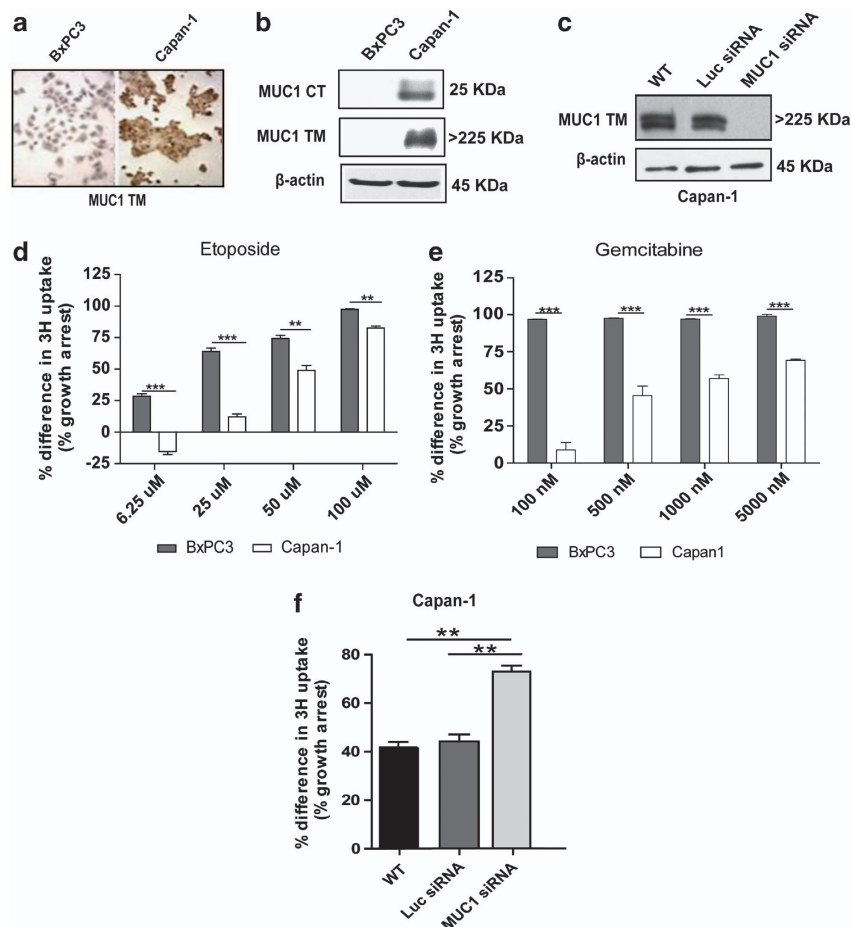 a
BxPC3
Capan-1
MUC1 TM
b
BxPC3
Capan-1
MUC1 CT
25 KDa
MUC1 TM
>225 KDa
β-actin
45 KDa
c
WT
Luc siRNA
MUC1 siRNA
MUC1 TM
>225 KDa
β-actin
45 KDa
Capan-1
d
Etoposide
% difference in 3H uptake
(% growth arrest)
125
100
75
50
25
0
-25
***
***
**
**
6.25 uM
25 uM
50 uM
100 uM
BxPC3
Capan-1
e
Gemcitabine
% difference in 3H uptake
(% growth arrest)
125
100
75
50
25
0
***
***
***
***
100 nM
500 nM
1000 nM
5000 nM
BxPC3
Capan1
f
Capan-1
% difference in 3H uptake
(% growth arrest)
80
60
40
20
0
**
**
WT
Luc siRNA
MUC1 siRNA